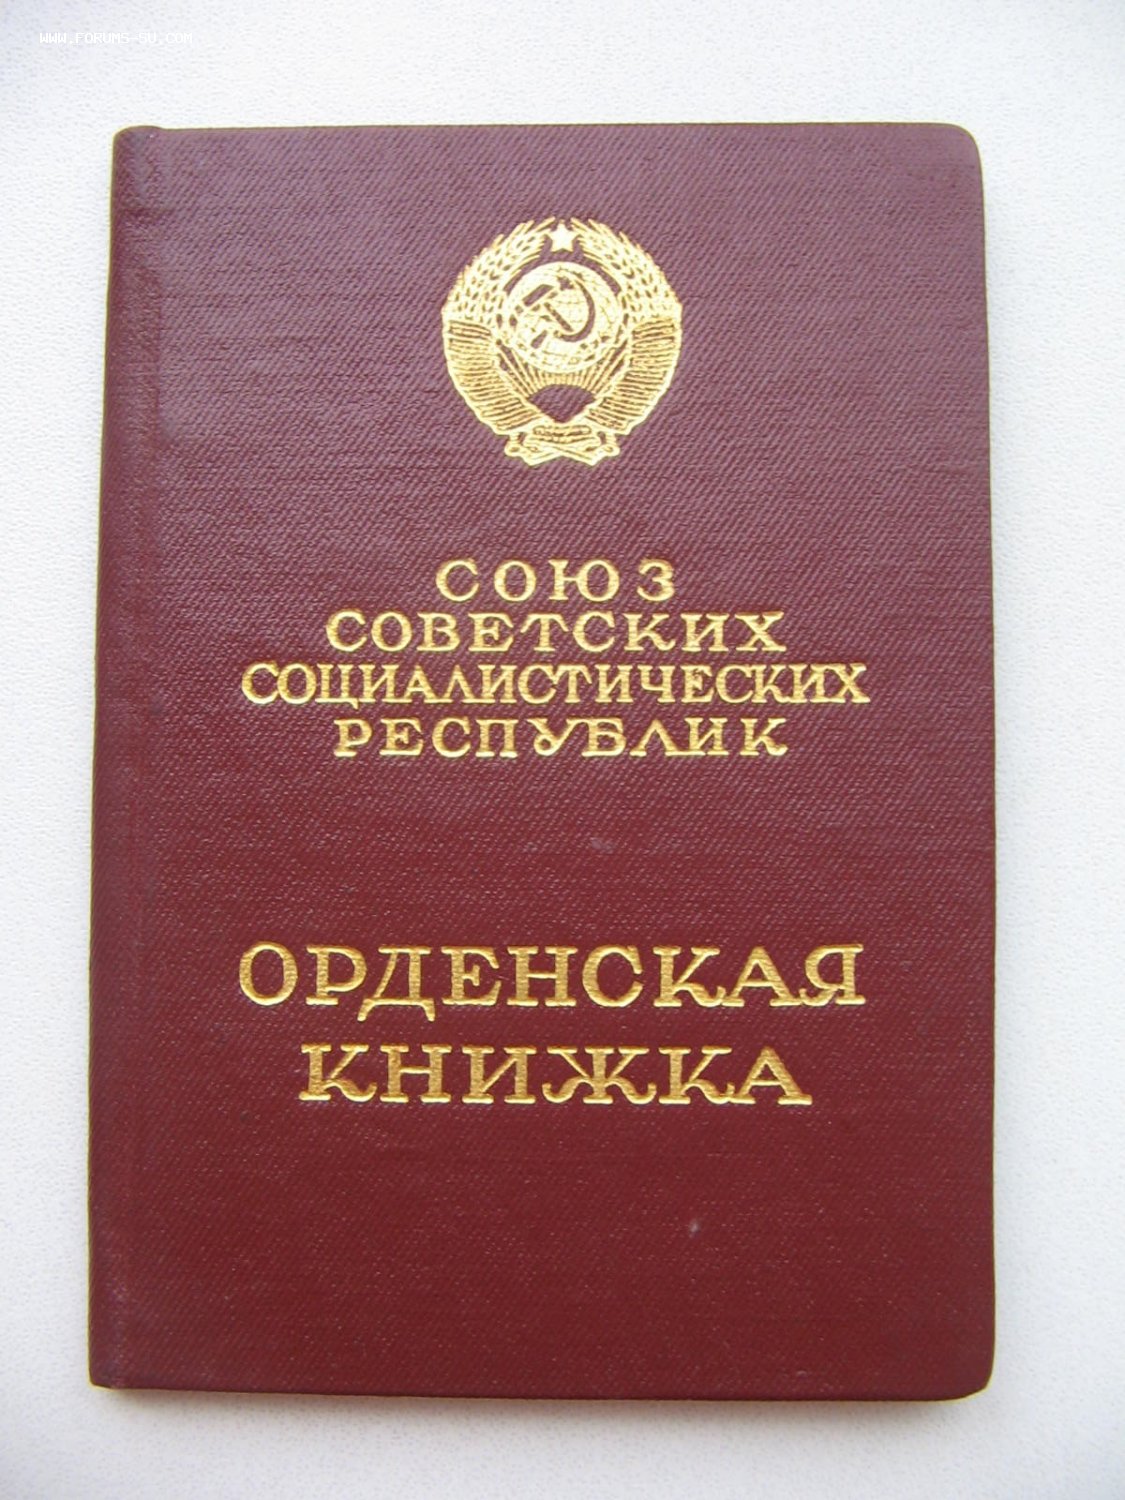 WWW.FORUMS-SU.COM
СОЮЗ
СОВЕТСКИХ
СОЦИАЛИСТИЧЕСКИХ
РЕСПУБЛИК
ОРДЕНСКАЯ
КНИЖКА